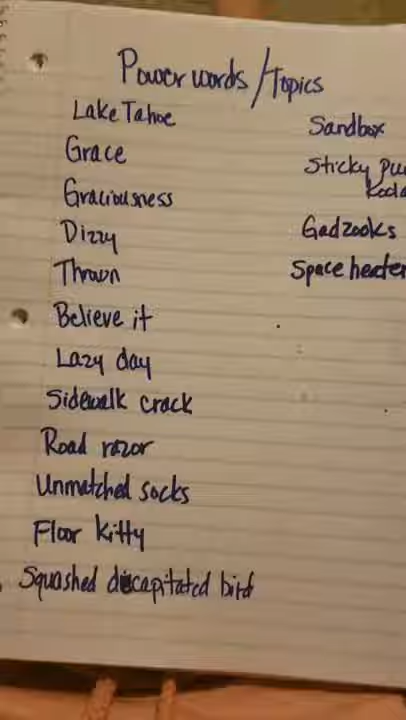 Power words/Topics
Lake Tahoe
Grace
Graciousness
Dizzy
Thrown
Believe it
Lazy day
Sidewalk crack
Road razor
Unmatched socks
Floor kitty
Squashed decapitated bird
Sandbox
Sticky
Gadzooks
Space heater